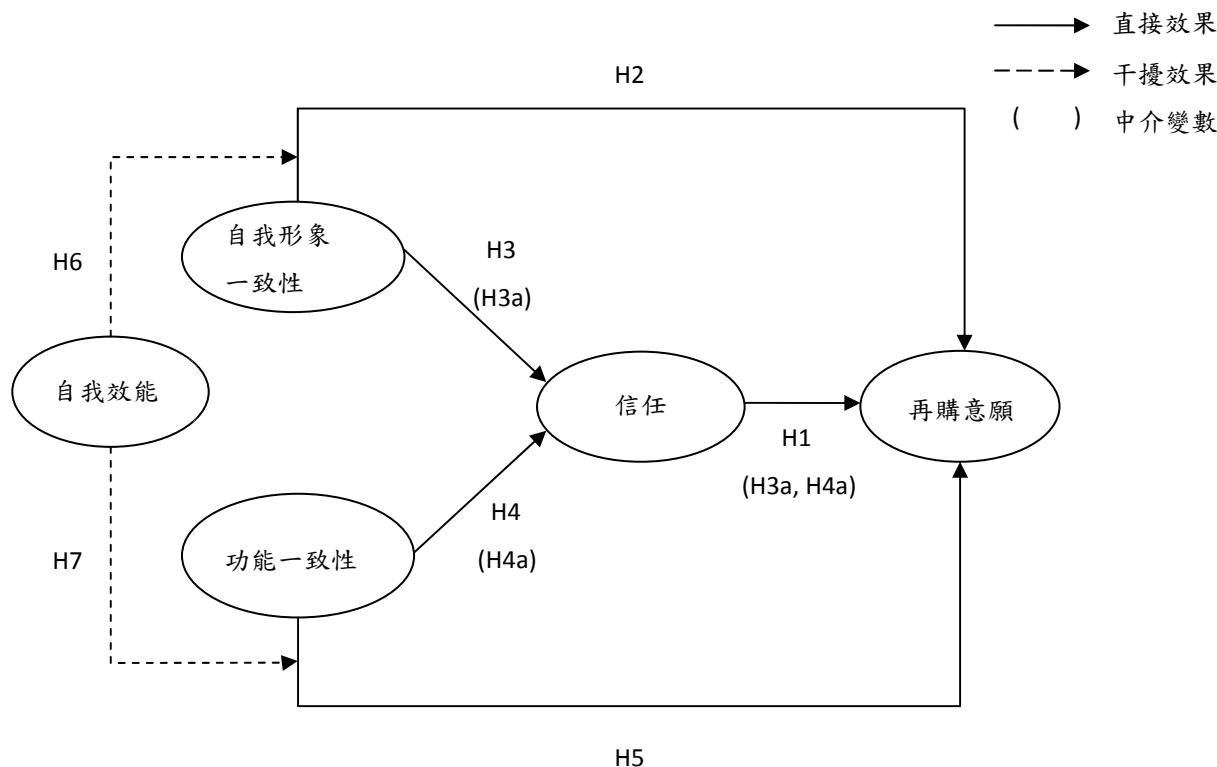 直接效果
H2
干擾效果
( ) 中介變數
自我形象
一致性
H3
(H3a)
H6
自我效能
信任
再購意願
H1
(H3a, H4a)
H4
(H4a)
H7
功能一致性
H5